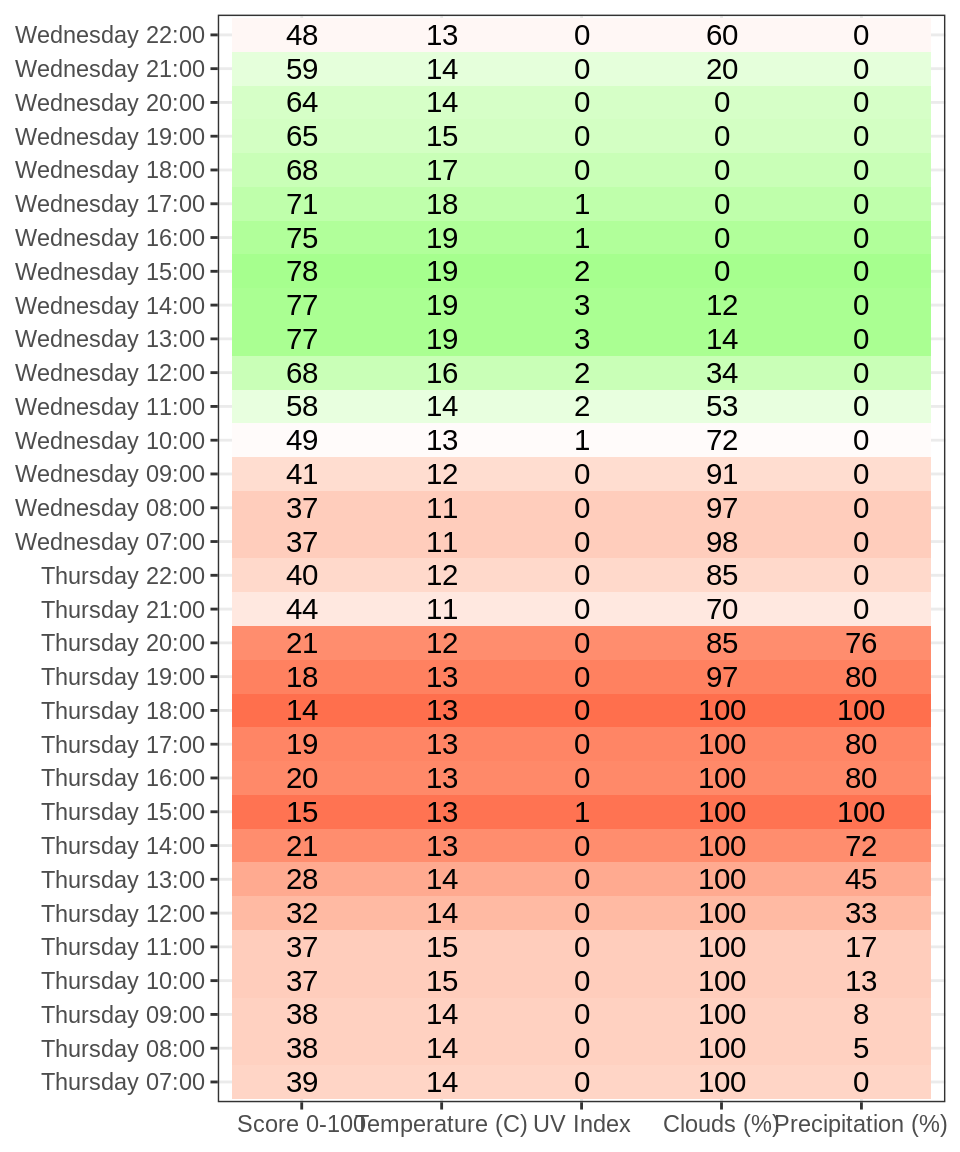 Wednesday 22:00 48 13 0 60 0
Wednesday 21:00 59 14 0 20 0
Wednesday 20:00 64 14 0 0 0
Wednesday 19:00 65 15 0 0 0
Wednesday 18:00 68 17 0 0 0
Wednesday 17:00 71 18 1 0 0
Wednesday 16:00 75 19 1 0 0
Wednesday 15:00 78 19 2 0 0
Wednesday 14:00 77 19 3 12 0
Wednesday 13:00 77 19 3 14 0
Wednesday 12:00 68 16 2 34 0
Wednesday 11:00 58 14 2 53 0
Wednesday 10:00 49 13 1 72 0
Wednesday 09:00 41 12 0 91 0
Wednesday 08:00 37 11 0 97 0
Wednesday 07:00 37 11 0 98 0
Thursday 22:00 40 12 0 85 0
Thursday 21:00 44 11 0 70 0
Thursday 20:00 21 12 0 85 76
Thursday 19:00 18 13 0 97 80
Thursday 18:00 14 13 0 100 100
Thursday 17:00 19 13 0 100 80
Thursday 16:00 20 13 0 100 80
Thursday 15:00 15 13 1 100 100
Thursday 14:00 21 13 0 100 72
Thursday 13:00 28 14 0 100 45
Thursday 12:00 32 14 0 100 33
Thursday 11:00 37 15 0 100 17
Thursday 10:00 37 15 0 100 13
Thursday 09:00 38 14 0 100 8
Thursday 08:00 38 14 0 100 5
Thursday 07:00 39 14 0 100 0
Score 0-100 Temperature (C) UV Index Clouds (%) Precipitation (%)